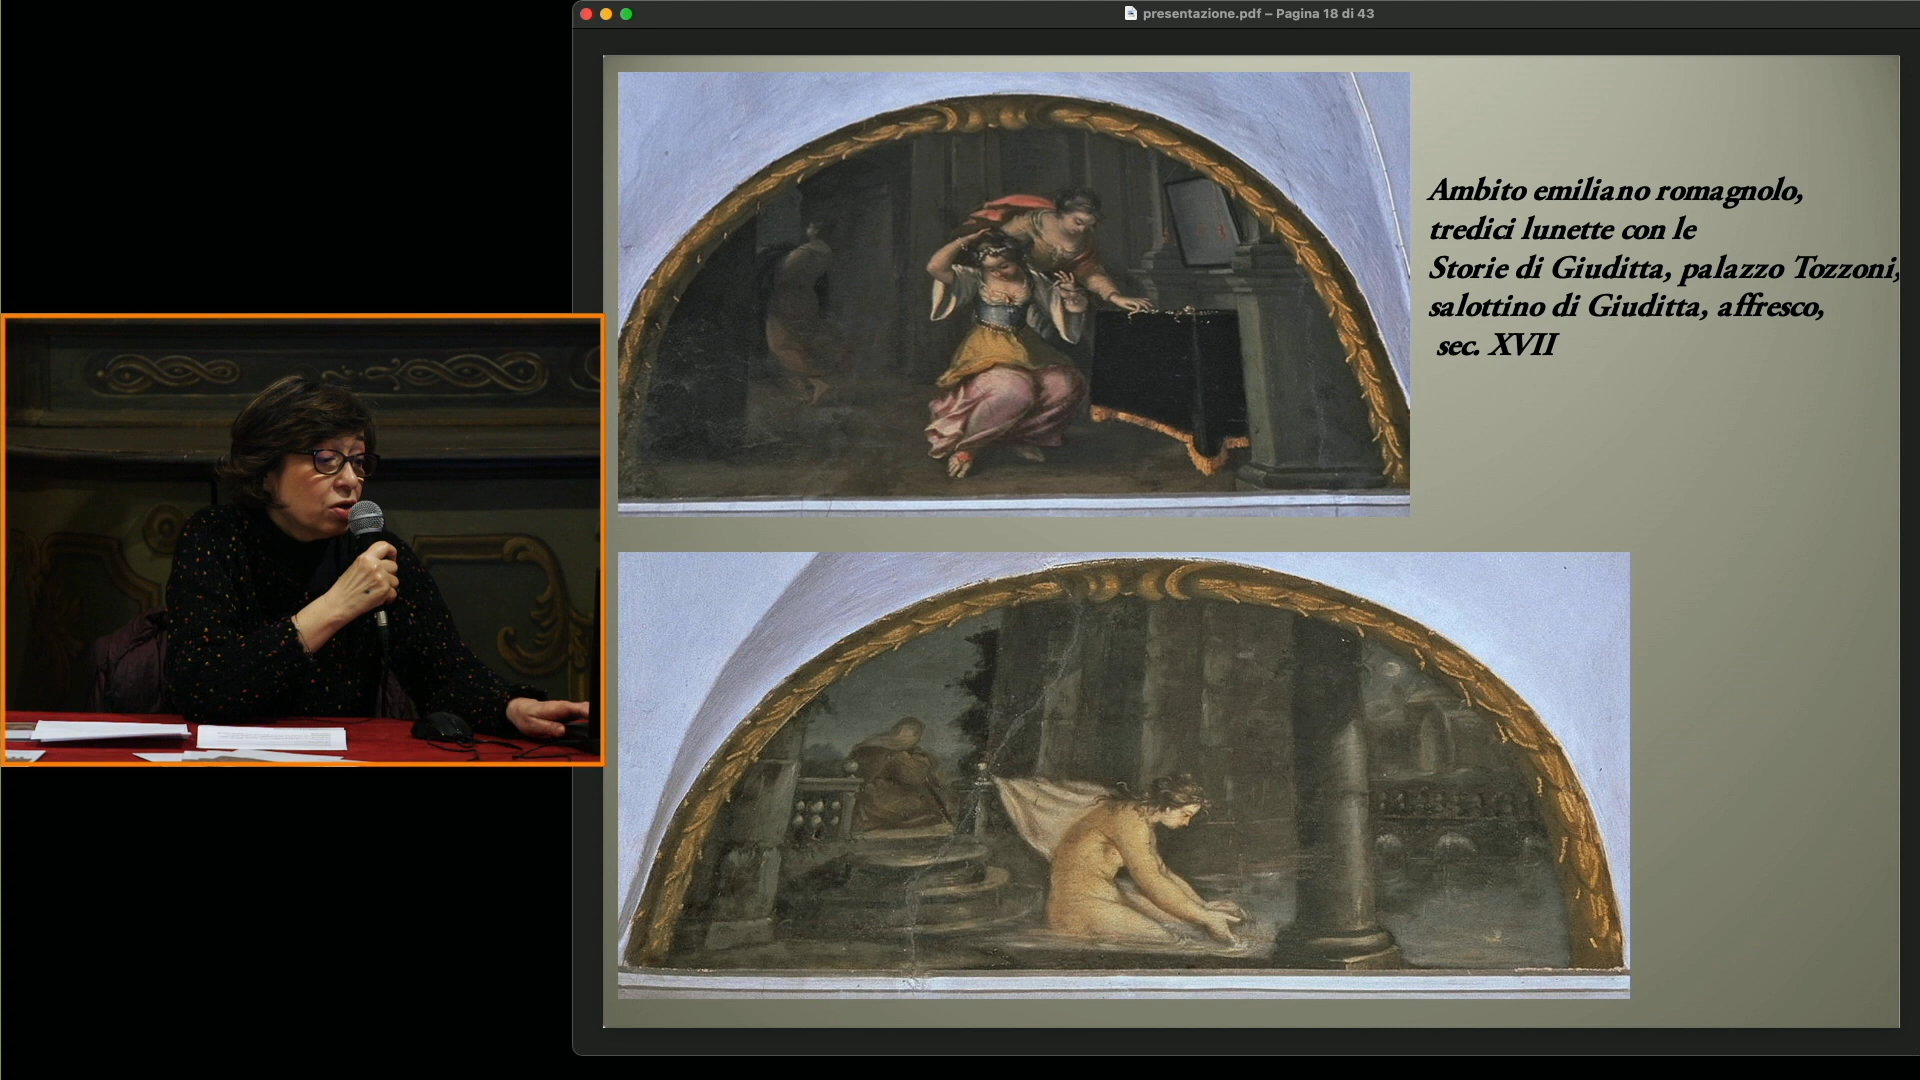 presentazione.pdf – Pagina 18 di 43
Ambito emiliano romagnolo,
tredici lunette con le
Storie di Giuditta, palazzo Tozzoni,
salottino di Giuditta, affresco,
sec. XVII